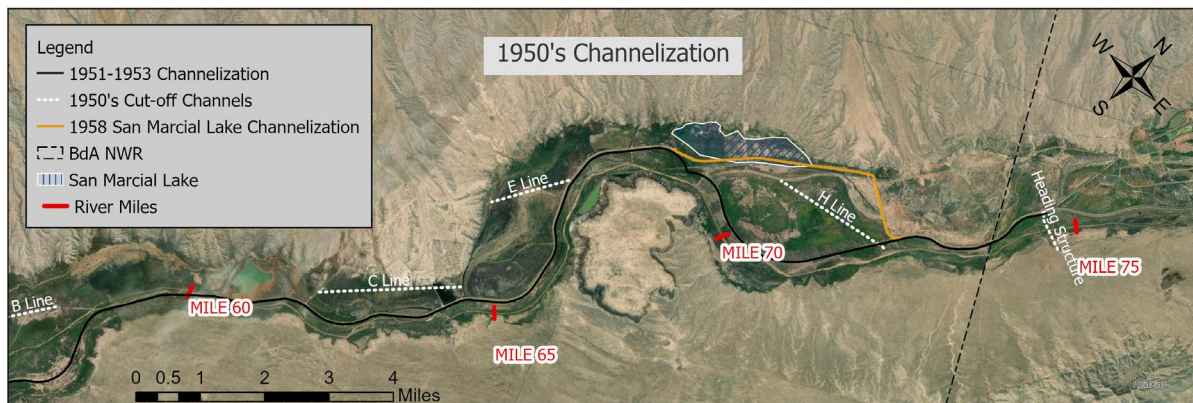 1950's Channelization
Legend
1951-1953 Channelization
1950's Cut-off Channels
1958 San Marcial Lake Channelization
BdA NWR
San Marcial Lake
River Miles
N
W
E
S
E Line
H Line
Heading Structure
MILE 70
MILE 75
C Line
B Line
MILE 60
MILE 65
0 0.5 1 2 3 4
Miles
Maxar